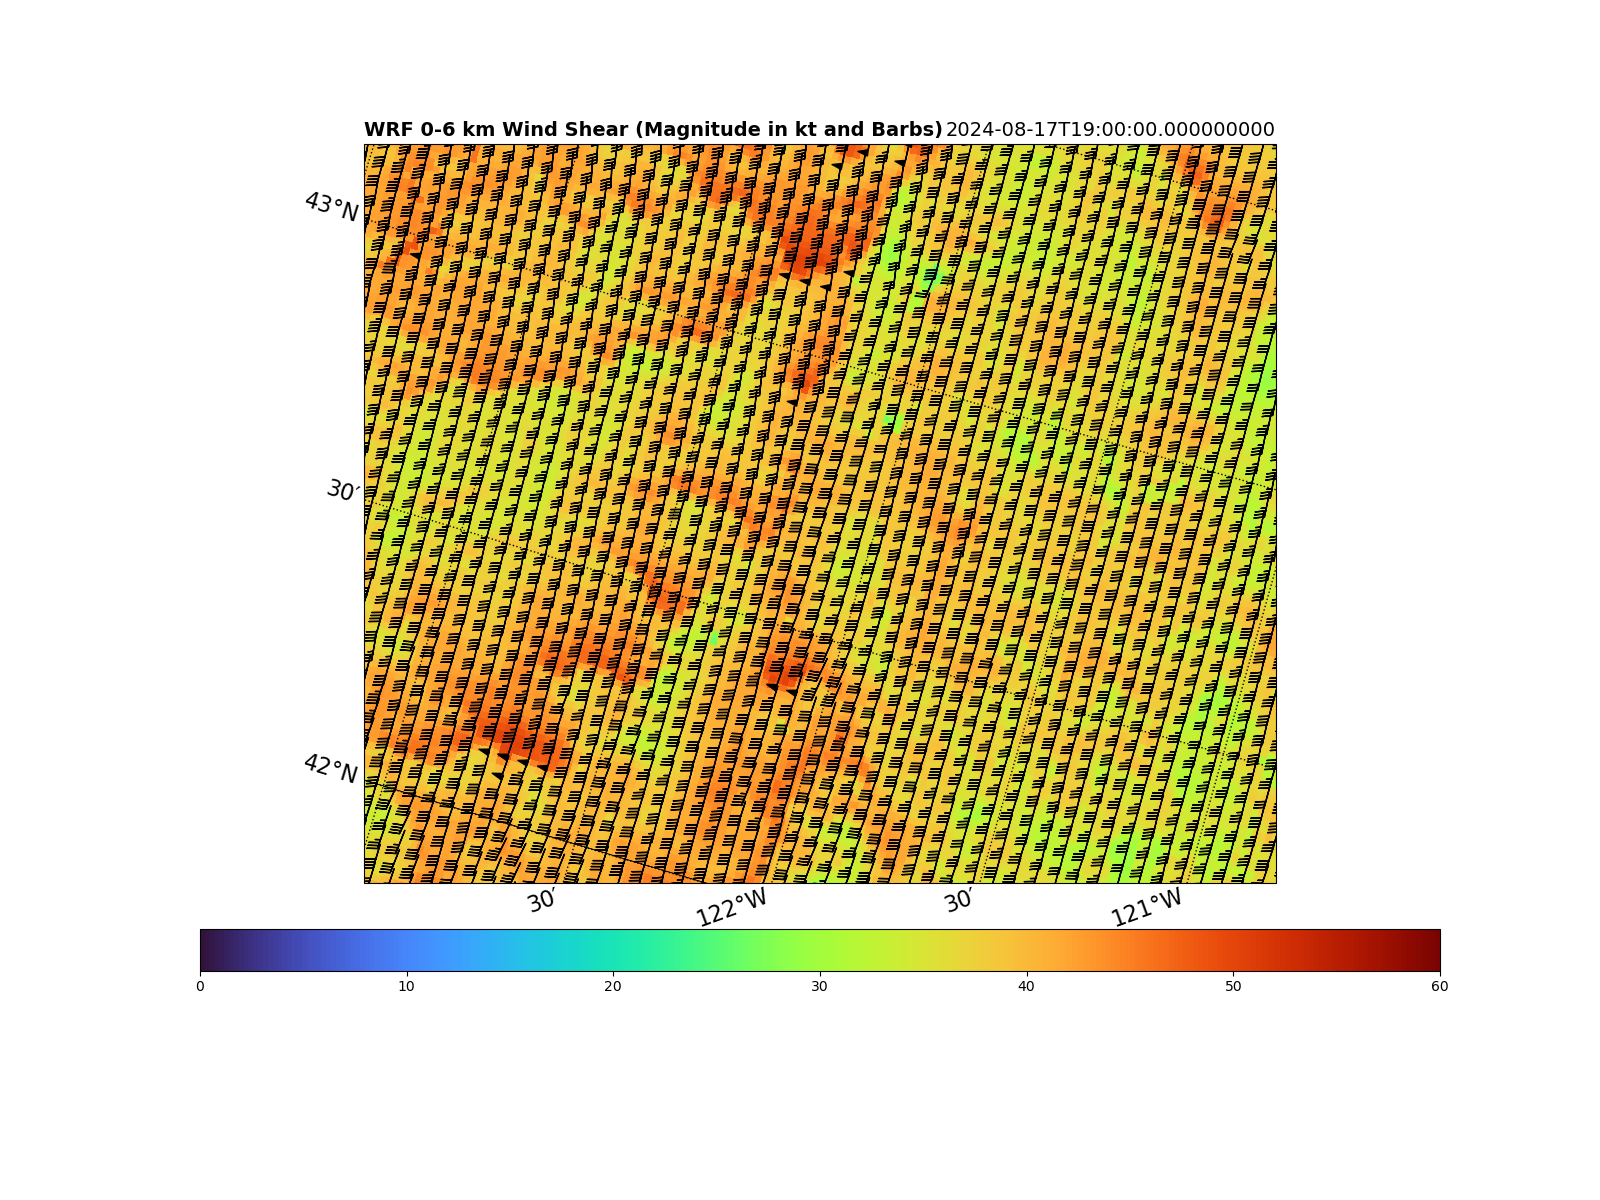 WRF 0-6 km Wind Shear (Magnitude in kt and Barbs) 2024-08-17T19:00:00.000000000
43°N
30′
42°N
30′ 122°W 30′ 121°W
0 10 20 30 40 50 60